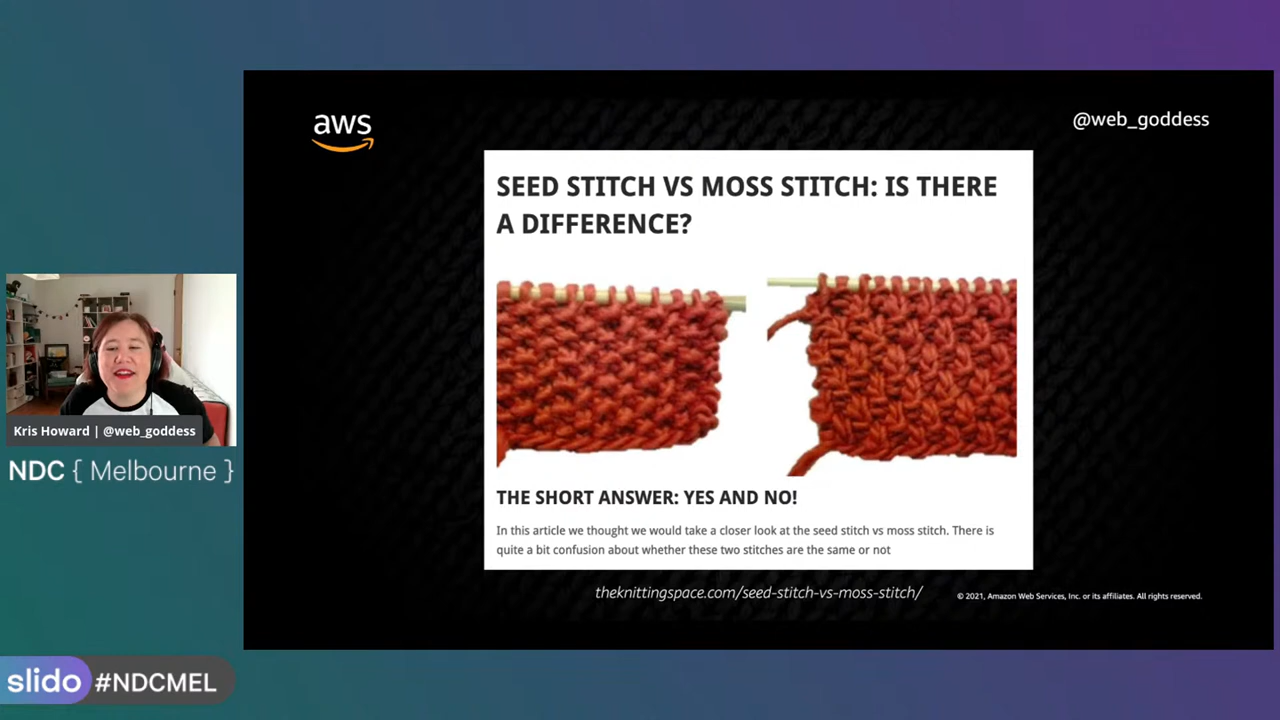 aws
@web_goddess
SEED STITCH VS MOSS STITCH: IS THERE
A DIFFERENCE?
THE SHORT ANSWER: YES AND NO!
In this article we thought we would take a closer look at the seed stitch vs moss stitch. There is
quite a bit confusion about whether these two stitches are the same or not
theknittingspace.com/seed-stitch-vs-moss-stitch/
© 2021, Amazon Web Services, Inc. or its affiliates. All rights reserved.
Kris Howard | @web_goddess
NDC { Melbourne }
slido #NDCMEL